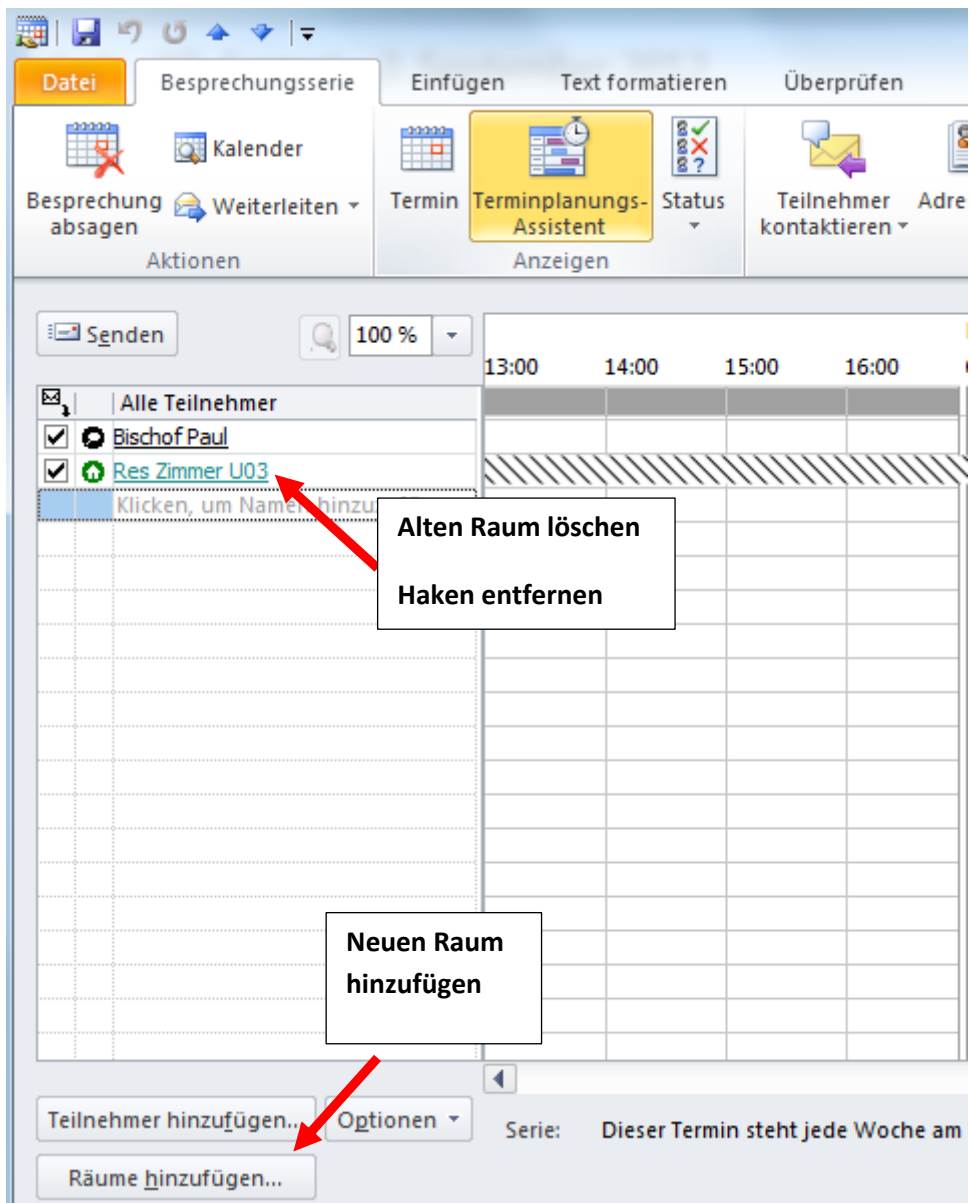 Datei Besprechungsserie Einfügen Text formatieren Überprüfen
Besprechung absagen
Kalender
Weiterleiten
Aktionen
Termin
Terminplanungs-
Assistent
Status
Anzeigen
Teilnehmer
kontaktieren
Senden
100 %
13:00 14:00 15:00 16:00
Alle Teilnehmer
Bischof Paul
Res Zimmer U03
Klicken, um Namen hinzu
Alten Raum löschen
Haken entfernen
Neuen Raum
hinzufügen
Teilnehmer hinzufügen.. Optionen
Serie: Dieser Termin steht jede Woche am
Räume hinzufügen...